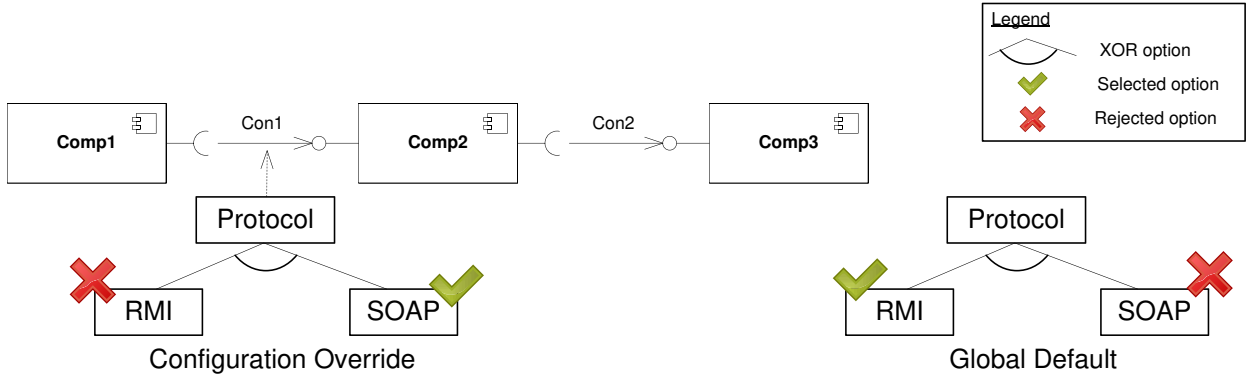 Legend
XOR option
Selected option
Rejected option
Comp1
Con1
Comp2
Con2
Comp3
Protocol
RMI
SOAP
Configuration Override
Protocol
RMI
SOAP
Global Default